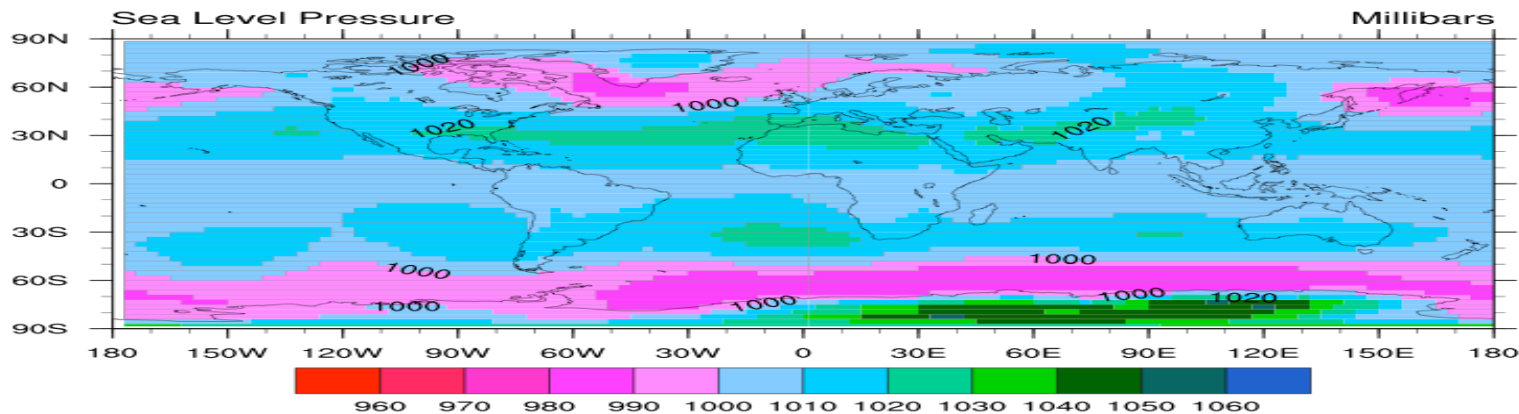 Sea Level Pressure Millibars
90N
1000
60N
1000
30N
1020
1020
0
30S
1000
1000
60S
1000
1000
1000
1020
90S
180 150W 120W 90W 60W 30W 0 30E 60E 90E 120E 150E 180
960 970 980 990 1000 1010 1020 1030 1040 1050 1060